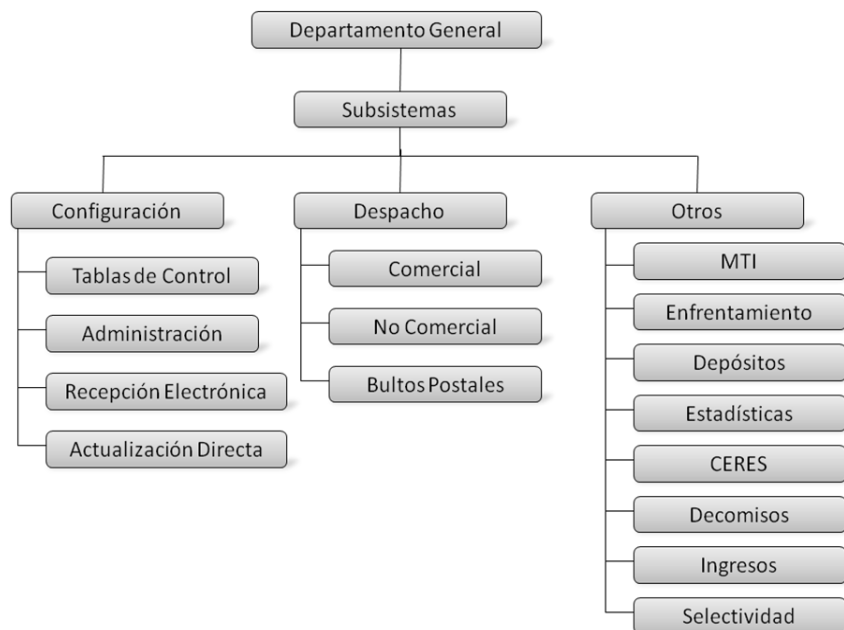 Departamento General
Subsistemas
Configuración
Tablas de Control
Administración
Recepción Electrónica
Actualización Directa
Despacho
Comercial
No Comercial
Bultos Postales
Otros
MTI
Enfrentamiento
Depósitos
Estadísticas
CERES
Decomisos
Ingresos
Selectividad